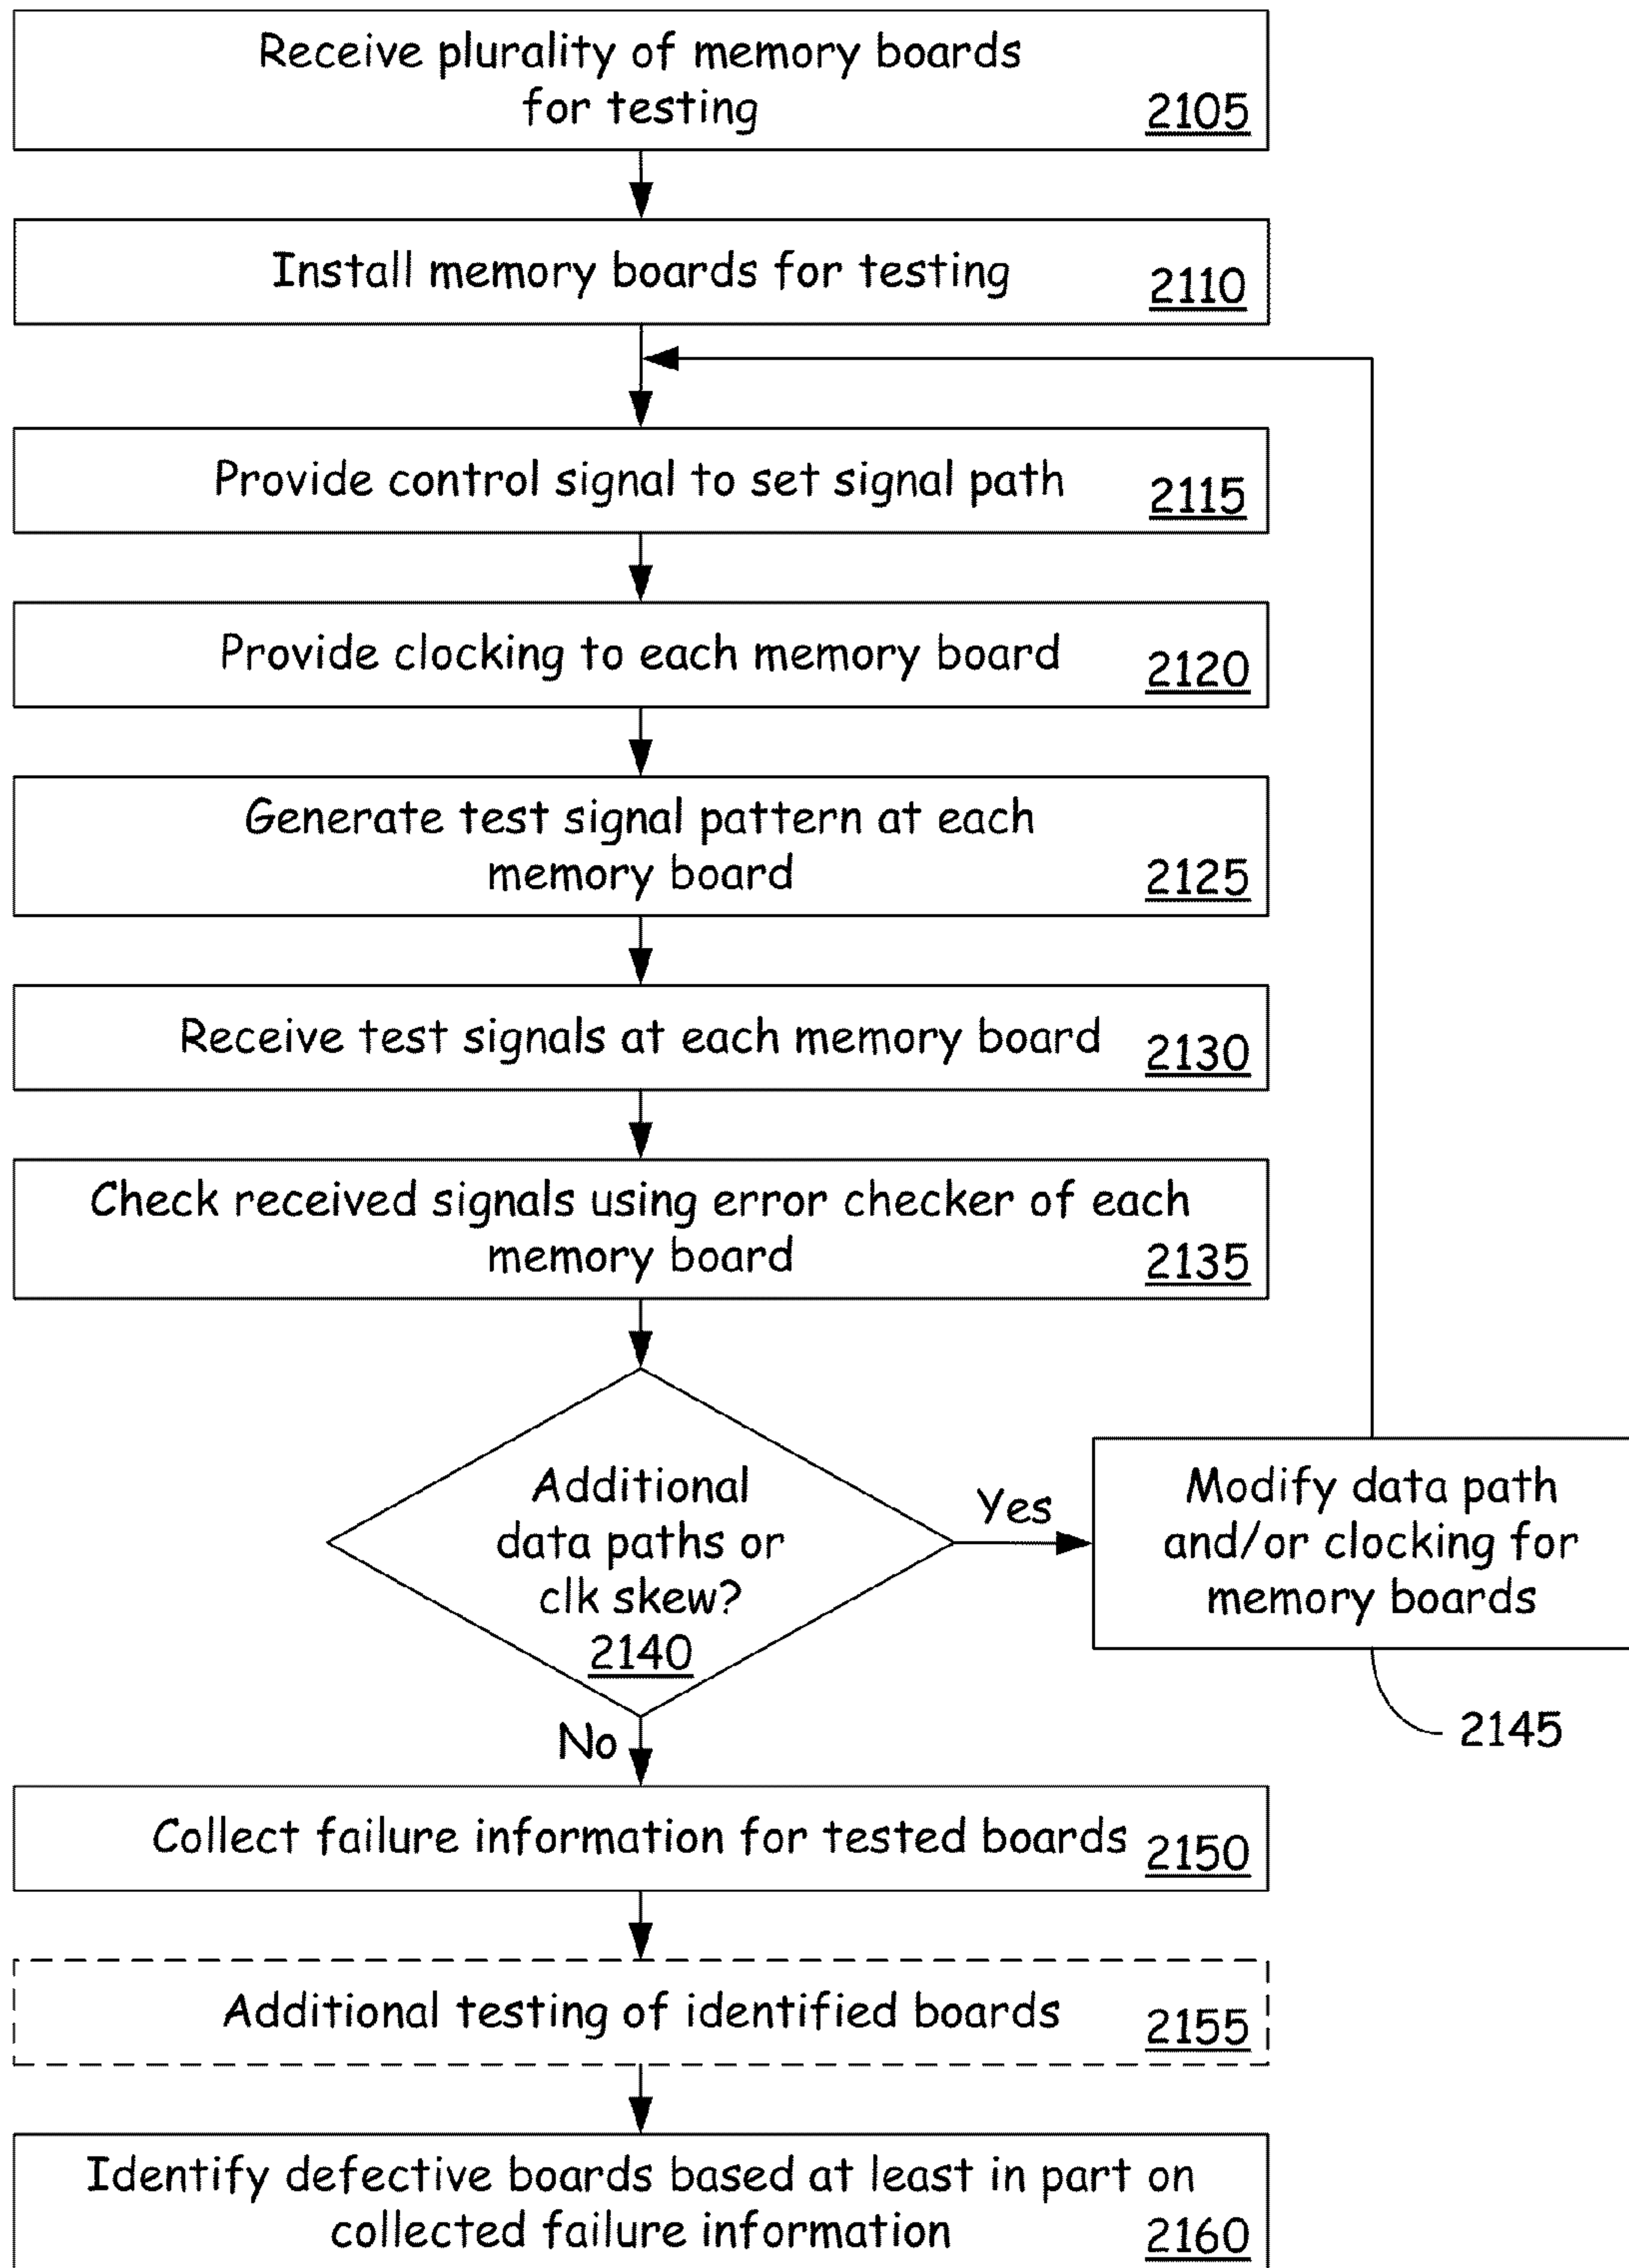 Receive plurality of memory boards
for testing
2105
Install memory boards for testing
2110
Provide control signal to set signal path
2115
Provide clocking to each memory board
2120
Generate test signal pattern at each
memory board
2125
Receive test signals at each memory board
2130
Check received signals using error checker of each
memory board
2135
Additional
data paths or
clk skew?
2140
Yes
Modify data path
and/or clocking for
memory boards
2145
No
Collect failure information for tested boards
2150
Additional testing of identified boards
2155
Identify defective boards based at least in part on
collected failure information
2160